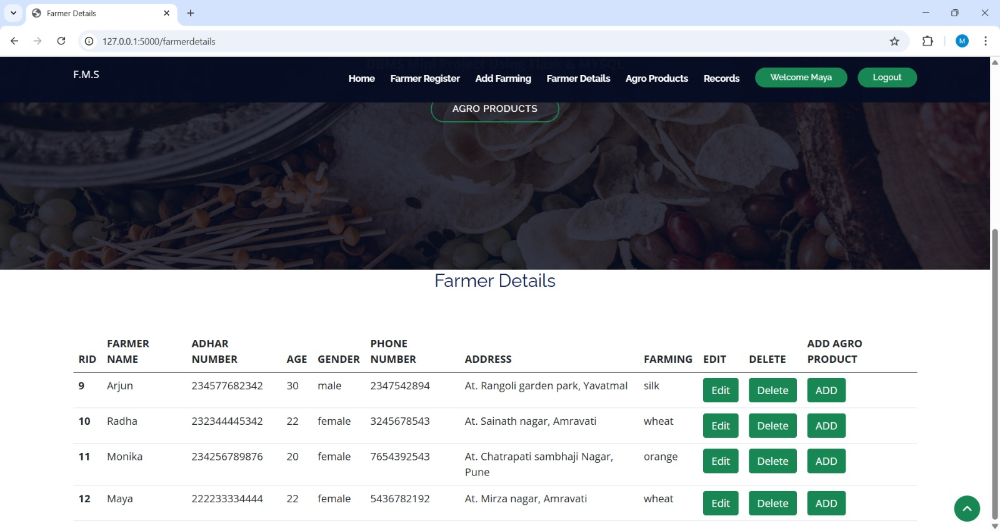 Farmer Details
127.0.0.1:5000/farmerdetails
M
DBMS Mini Project Using Flask & MYSQL
F.M.S
Home Farmer Register Add Farming Farmer Details Agro Products Records Welcome Maya Logout
AGRO PRODUCTS
Farmer Details
RID FARMER NAME ADHAR NUMBER AGE GENDER PHONE NUMBER ADDRESS FARMING EDIT DELETE ADD AGRO PRODUCT
9 Arjun 234577682342 30 male 2347542894 At. Rangoli garden park, Yavatmal silk Edit Delete ADD
10 Radha 232344445342 22 female 3245678543 At. Sainath nagar, Amravati wheat Edit Delete ADD
11 Monika 234256789876 20 female 7654392543 At. Chatrapati sambhaji Nagar, Pune orange Edit Delete ADD
12 Maya 222233334444 22 female 5436782192 At. Mirza nagar, Amravati wheat Edit Delete ADD